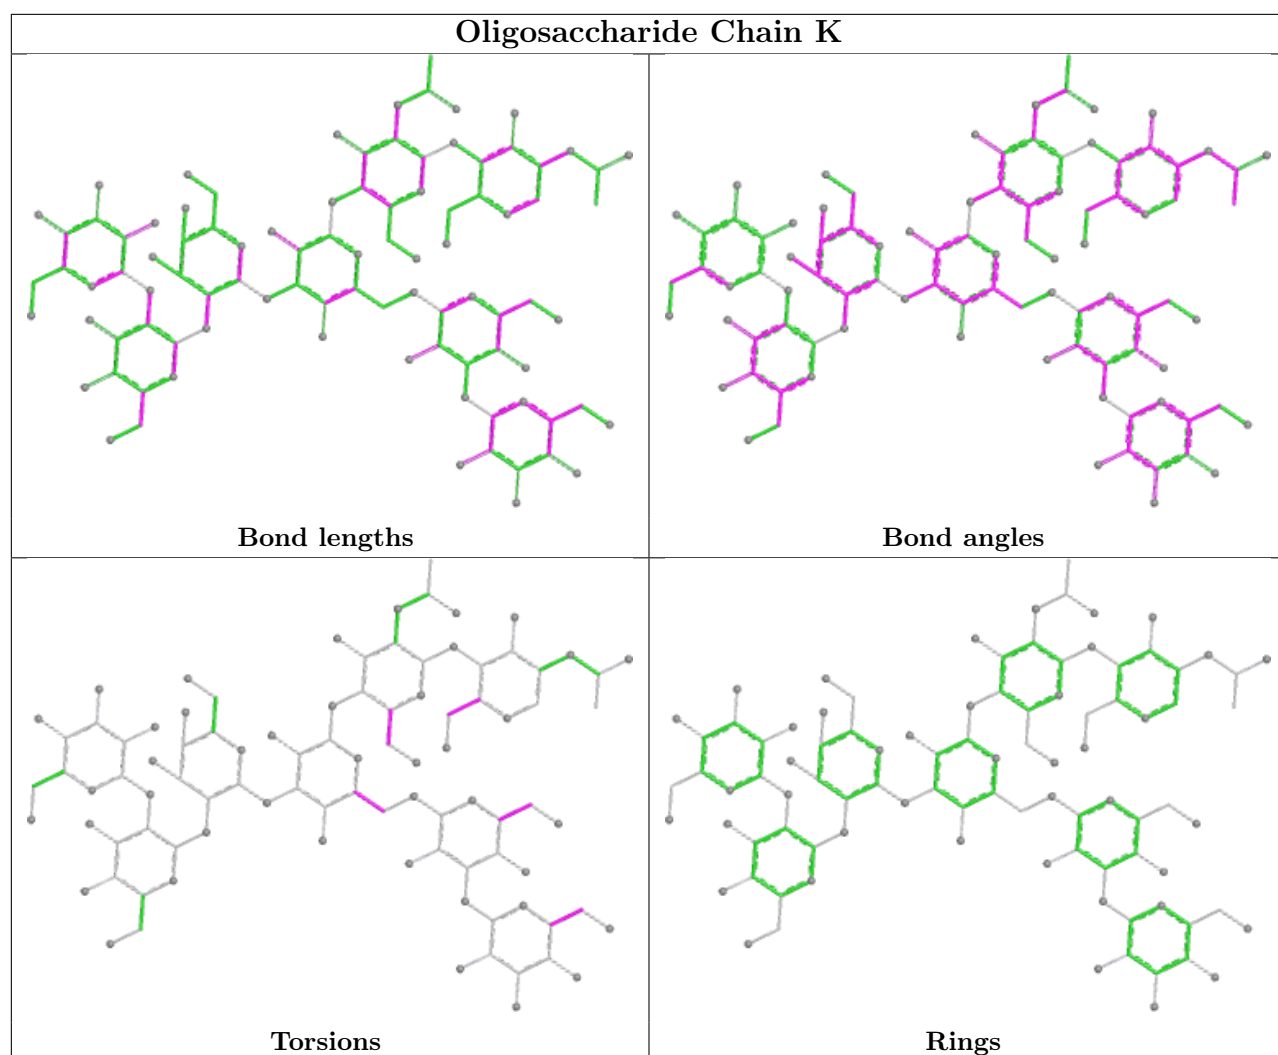 Oligosaccharide Chain K
Bond lengths
Bond angles
Torsions
Rings